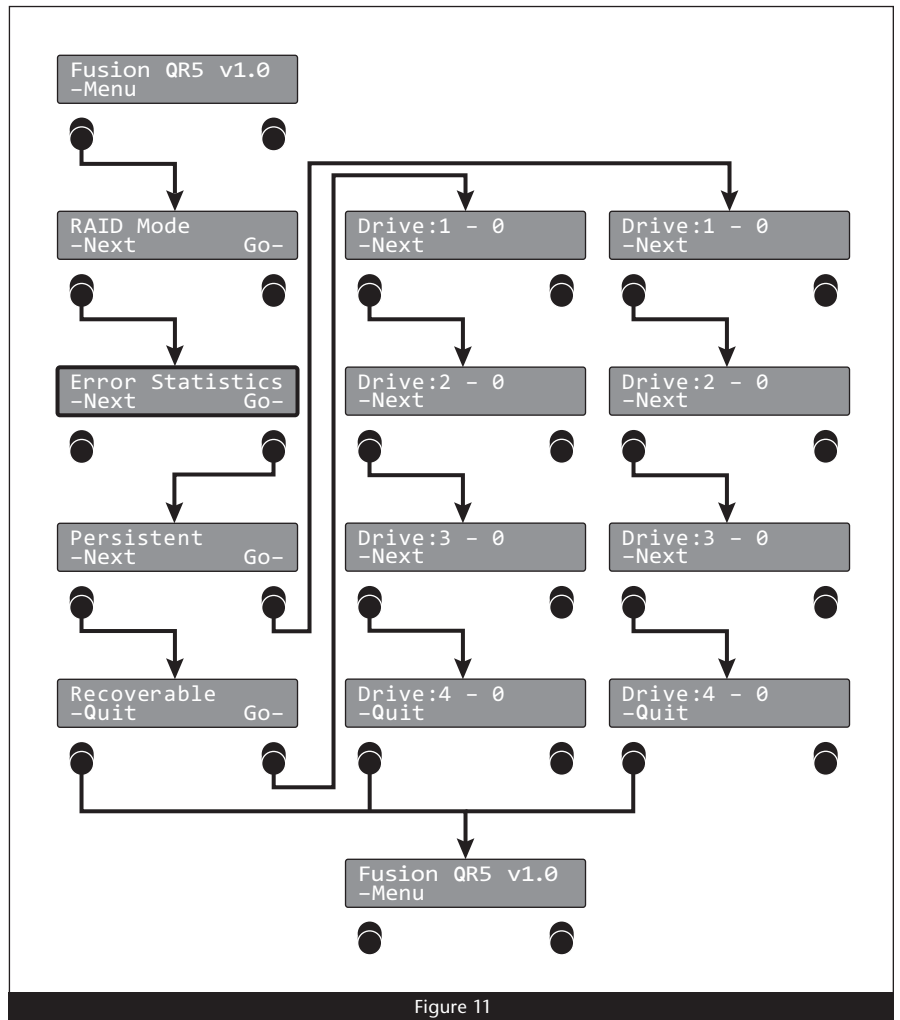 Fusion QR5 v1.0
–Menu
RAID Mode
–Next Go–
Error Statistics
–Next Go–
Persistent
–Next Go–
Recoverable
–Quit Go–
Drive:1 – 0
–Next
Drive:2 – 0
–Next
Drive:3 – 0
–Next
Drive:4 – 0
–Quit
Drive:1 – 0
–Next
Drive:2 – 0
–Next
Drive:3 – 0
–Next
Drive:4 – 0
–Quit
Fusion QR5 v1.0
–Menu
Figure 11